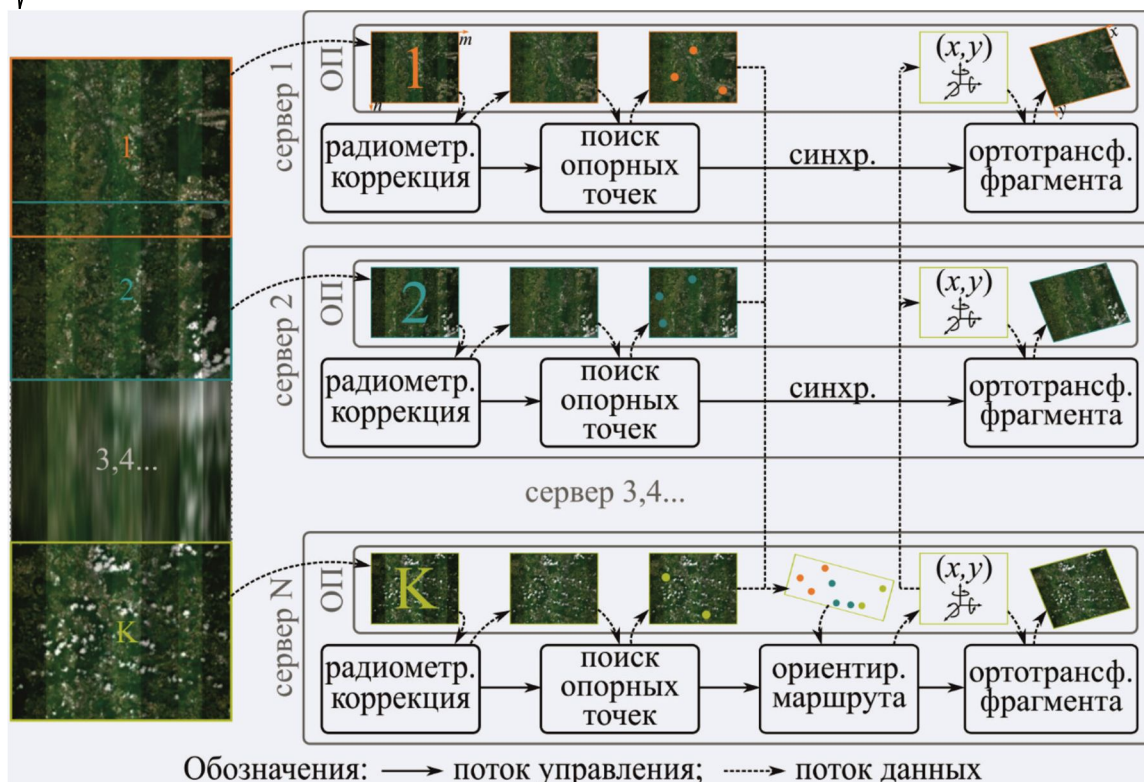 1
2
3,4...
K
сервер 1
ОП
1
m
n
(x,y)
x
y
радиометр.
коррекция
поиск
опорных
точек
синхр.
ортотрансф.
фрагмента
сервер 2
ОП
2
(x,y)
радиометр.
коррекция
поиск
опорных
точек
синхр.
ортотрансф.
фрагмента
сервер 3,4...
сервер N
ОП
K
(x,y)
радиометр.
коррекция
поиск
опорных
точек
ориентир.
маршрута
ортотрансф.
фрагмента
Обозначения: поток управления; поток данных